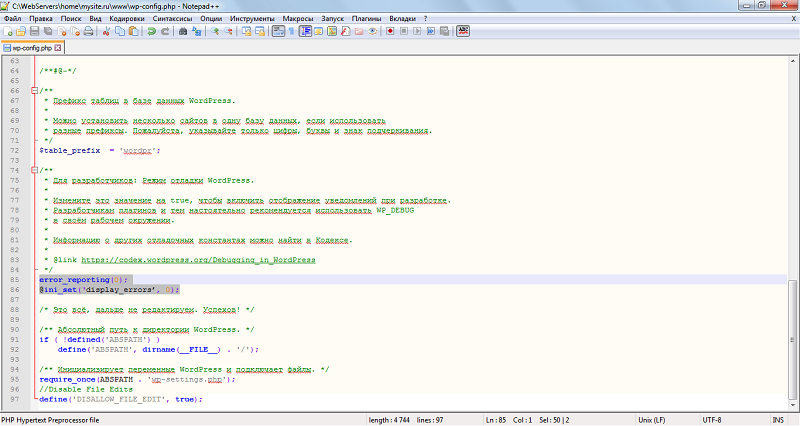 C:\WebServers\home\mysite.ru\www\wp-config.php - Notepad++
Файл Правка Поиск Вид Кодировки Синтаксисы Опции Инструменты Макросы Запуск Плагины Вкладки ?
wp-config.php
63
64 /**#@-*/
65
66 /**
67 * Префикс таблиц в базе данных WordPress.
68 *
69 * Можно установить несколько сайтов в одну базу данных, если использовать
70 * разные префиксы. Пожалуйста, указывайте только цифры, буквы и знак подчеркивания.
71 */
72 $table_prefix = 'wordpr';
73
74 /**
75 * Для разработчиков: Режим отладки WordPress.
76 *
77 * Измените это значение на true, чтобы включить отображение уведомлений при разработке.
78 * Разработчикам плагинов и тем настоятельно рекомендуется использовать WP_DEBUG
79 * в своём рабочем окружении.
80 *
81 * Информацию о других отладочных константах можно найти в Кодексе.
82 *
83 * @link https://codex.wordpress.org/Debugging_in_WordPress
84 */
85 error_reporting(0);
86 @ini_set('display_errors', 0);
87
88 /* Это всё, дальше не редактируем. Успехов! */
89
90 /** Абсолютный путь к директории WordPress. */
91 if ( !defined('ABSPATH') )
92 define('ABSPATH', dirname(__FILE__) . '/');
93
94 /** Инициализирует переменные WordPress и подключает файлы. */
95 require_once(ABSPATH . 'wp-settings.php');
96 //Disable File Edits
97 define('DISALLOW_FILE_EDIT', true);
PHP Hypertext Preprocessor file length : 4 744 lines : 97 Ln : 85 Col : 1 Sel : 50 | 2 Unix (LF) UTF-8 INS